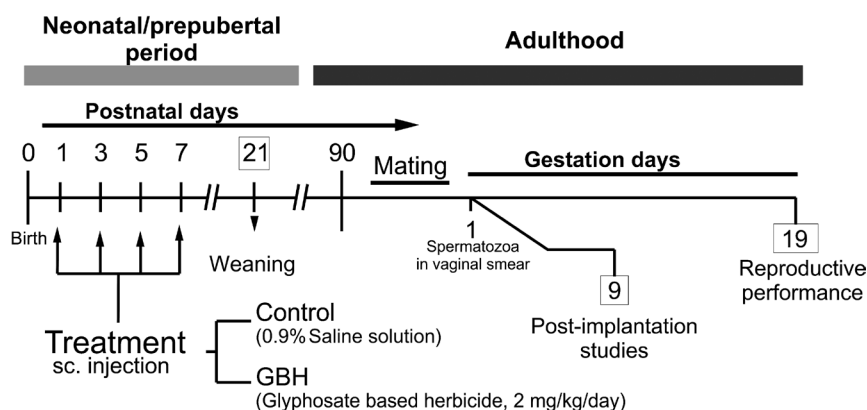 Neonatal/prepubertal
period
Adulthood
Postnatal days
0 1 3 5 7 21 90
Mating
Gestation days
Birth
Weaning
1
Spermatozoa
in vaginal smear
9
Post-implantation
studies
19
Reproductive
performance
Treatment
sc. injection
Control
(0.9% Saline solution)
GBH
(Glyphosate based herbicide, 2 mg/kg/day)